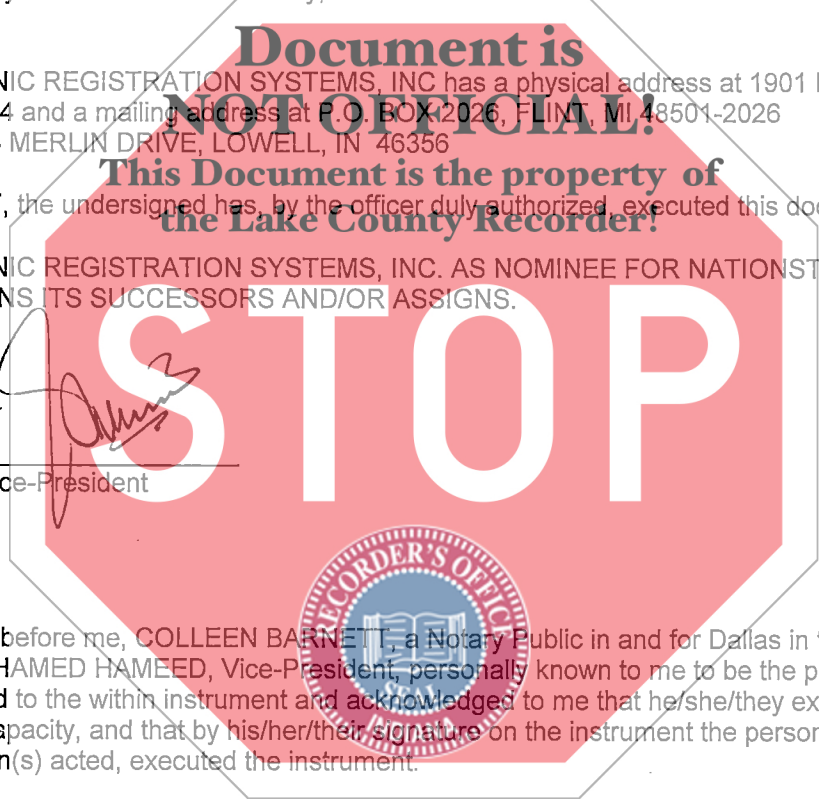 Document is
NIC REGISTRATION SYSTEMS, INC has a physical address at 1901
4 and a mailing address at P.O. BOX 2026, FLINT, MI 48501-2026
NOT OFFICIAL!
MERLIN DRIVE, LOWELL, IN 46356
This Document is the property of
, the undersigned has, by the officer duly authorized, executed this doc
the Lake County Recorder!
NIC REGISTRATION SYSTEMS, INC. AS NOMINEE FOR NATIONST
NS ITS SUCCESSORS AND/OR ASSIGNS.
STOP
ce-President
RECORDER'S OFFICE
before me, COLLEEN BARNETT, a Notary Public in and for Dallas in
HAMED HAMEED, Vice-President, personally known to me to be the p
d to the within instrument and acknowledged to me that he/she/they ex
SEAL
apacity, and that by his/her/their signature on the instrument the person
INDIANA
n(s) acted, executed the instrument.